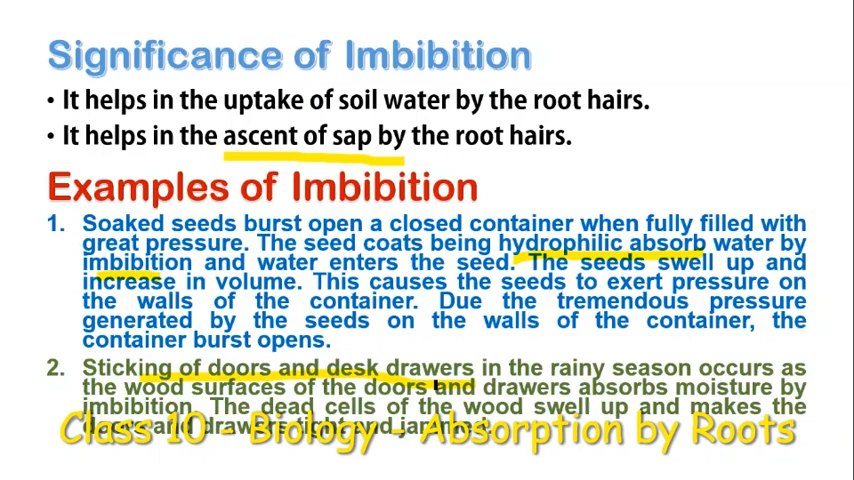 Significance of Imbibition
• It helps in the uptake of soil water by the root hairs.
• It helps in the ascent of sap by the root hairs.
Examples of Imbibition
1. Soaked seeds burst open a closed container when fully filled with
great pressure. The seed coats being hydrophilic absorb water by
imbibition and water enters the seed. The seeds swell up and
increase in volume. This causes the seeds to exert pressure on
the walls of the container. Due the tremendous pressure
generated by the seeds on the walls of the container, the
container burst opens.
2. Sticking of doors and desk drawers in the rainy season occurs as
the wood surfaces of the doors and drawers absorbs moisture by
imbibition. The dead cells of the wood swell up and makes the
doors and drawers tight and jammed.
Class 10 - Biology - Absorption by Roots